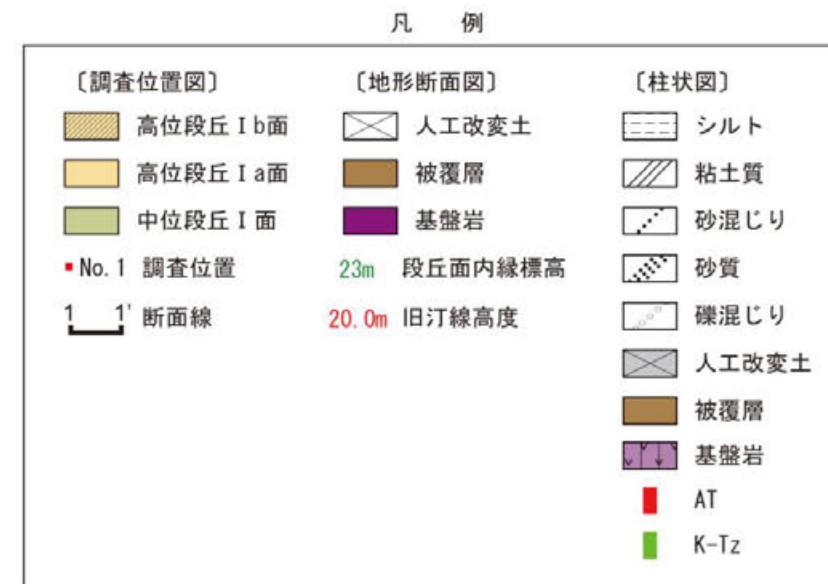 凡 例
〔調査位置図〕
高位段丘Ⅰb面
高位段丘Ⅰa面
中位段丘Ⅰ面
No.1 調査位置
1 1' 断面線
〔地形断面図〕
人工改変土
被覆層
基盤岩
23m 段丘面内縁標高
20.0m 旧汀線高度
〔柱状図〕
シルト
粘土質
砂混じり
砂質
礫混じり
人工改変土
被覆層
基盤岩
AT
K-Tz